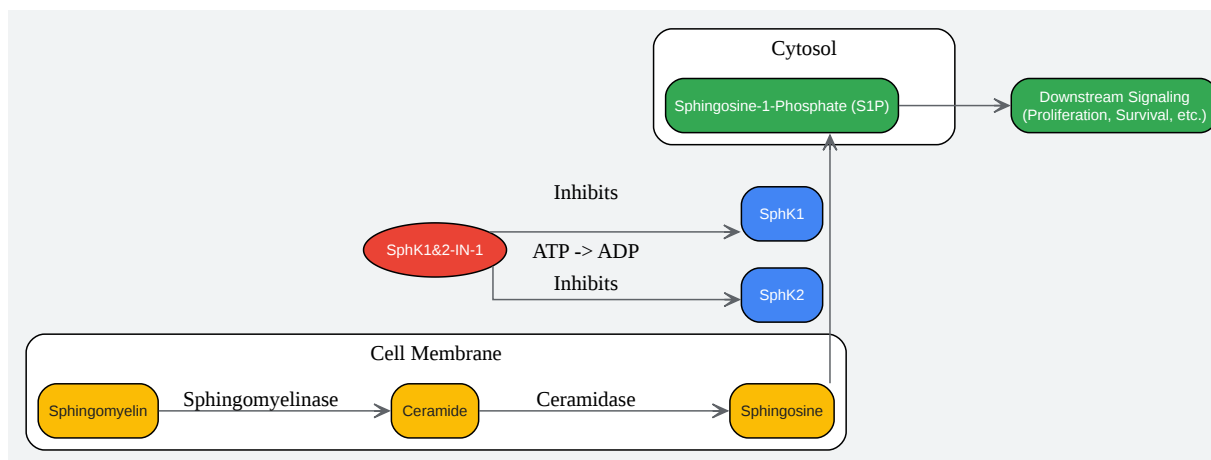 Cytosol
Sphingosine-1-Phosphate (S1P)
Downstream Signaling
(Proliferation, Survival, etc.)
Inhibits
SphK1
SphK1&2-IN-1
ATP -> ADP
Inhibits
SphK2
Cell Membrane
Sphingomyelin
Sphingomyelinase
Ceramide
Ceramidase
Sphingosine